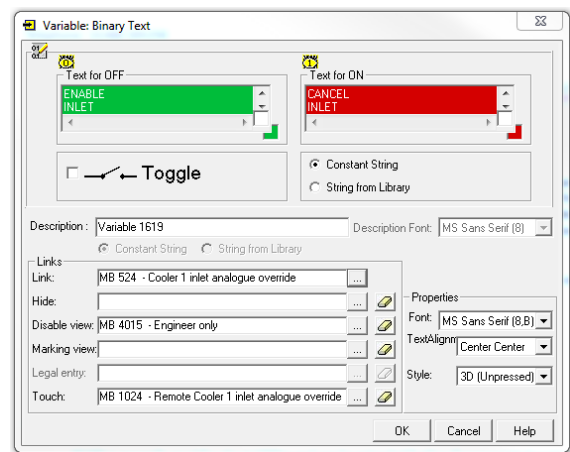 Variable: Binary Text
Text for OFF
ENABLE
INLET
Text for ON
CANCEL
INLET
Toggle
Constant String
String from Library
Description : Variable 1619 Description Font: MS Sans Serif (8)
Constant String String from Library
Links
Link: MB 524 - Cooler 1 inlet analogue override ...
Hide: ...
Disable view: MB 4015 - Engineer only ...
Marking view: ...
Legal entry: ...
Touch: MB 1024 - Remote Cooler 1 inlet analogue override ...
Properties
Font: MS Sans Serif (8,B)
TextAlignm Center Center
Style: 3D (Unpressed)
OK Cancel Help